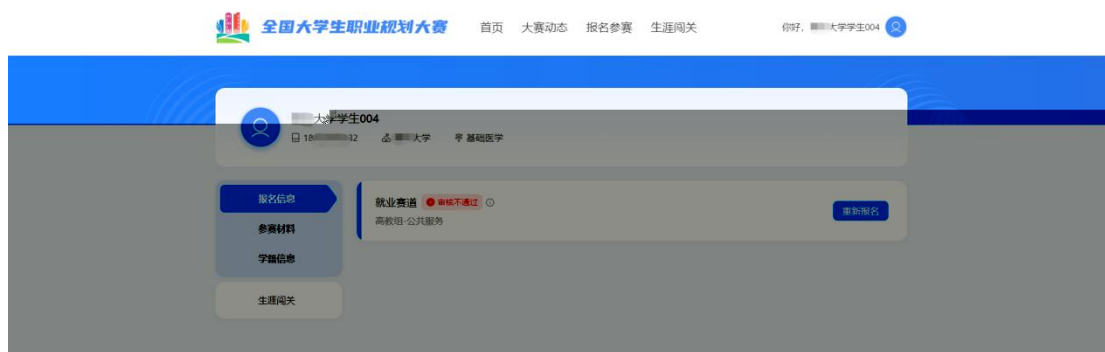 全国大学生职业规划大赛
首页 大赛动态 报名参赛 生涯闯关
你好, 大学学生004
大学学生004
18 32 大学 基础医学
报名信息
参赛材料
学籍信息
生涯闯关
就业赛道 审核不通过
高教组-公共服务
重新报名